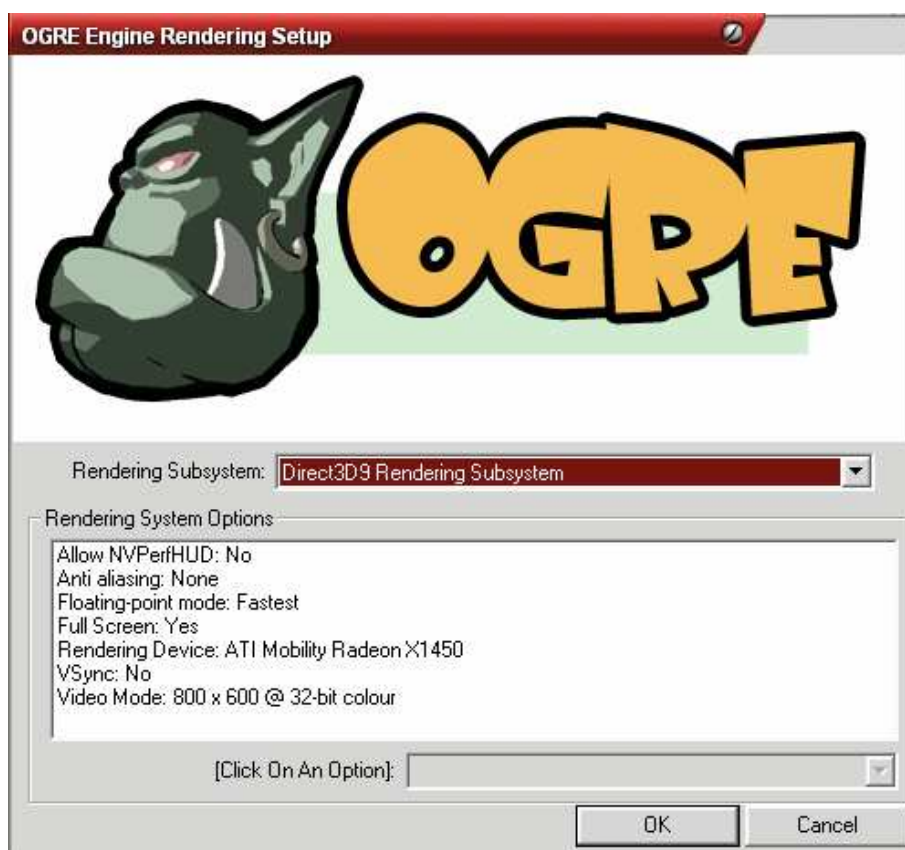 OGRE Engine Rendering Setup
OGRE
Rendering Subsystem: Direct3D9 Rendering Subsystem
Rendering System Options
Allow NVPerfHUD: No
Anti aliasing: None
Floating-point mode: Fastest
Full Screen: Yes
Rendering Device: ATI Mobility Radeon X1450
VSync: No
Video Mode: 800 x 600 @ 32-bit colour
[Click On An Option]:
OK Cancel